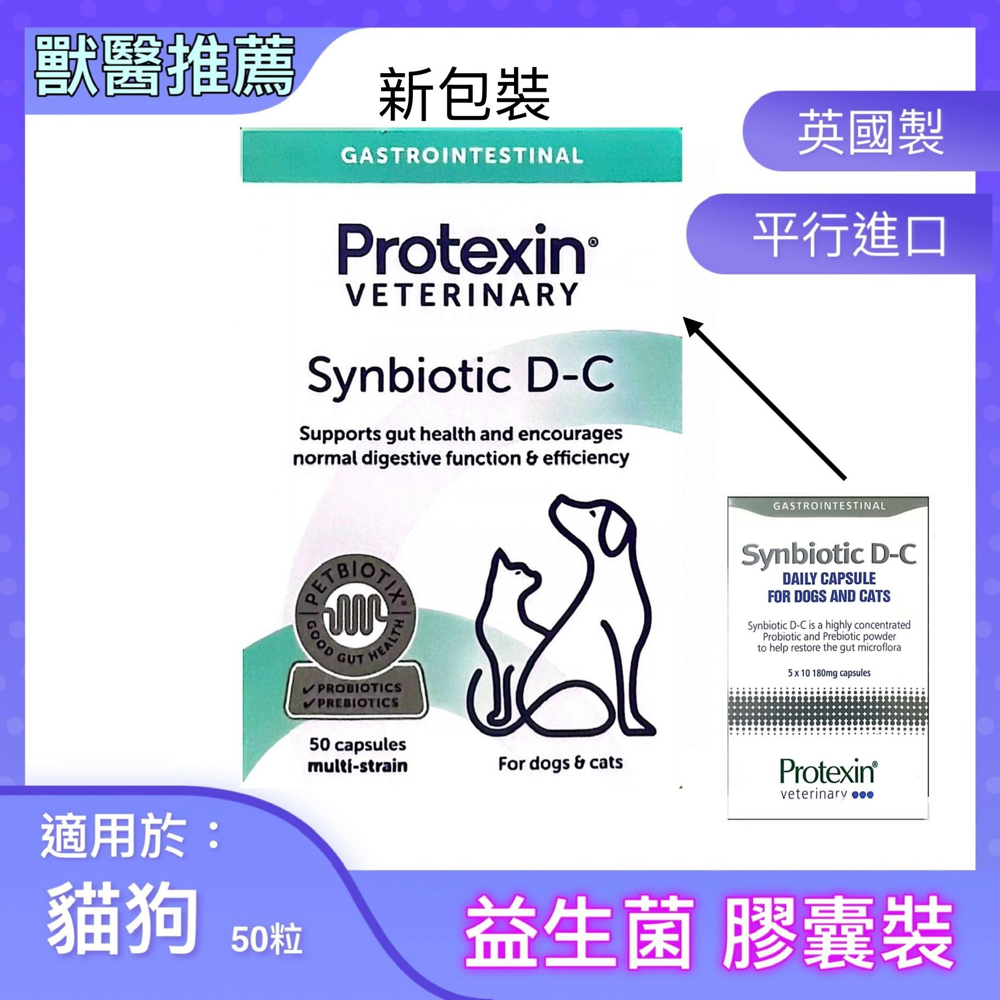 獸醫推薦
新包裝
英國製
平行進口
GASTROINTESTINAL
Protexin®
VETERINARY
Synbiotic D-C
Supports gut health and encourages
normal digestive function & efficiency
PETBIOTIX®
GOOD GUT HEALTH
✓PROBIOTICS
✓PREBIOTICS
50 capsules
multi-strain
For dogs & cats
GASTROINTESTINAL
Synbiotic D-C
DAILY CAPSULE
FOR DOGS AND CATS
Synbiotic D-C is a highly concentrated
Probiotic and Prebiotic powder
to help restore the gut microflora
5 x 10 180mg capsules
Protexin®
veterinary
適用於：
貓狗 50粒
益生菌 膠囊裝